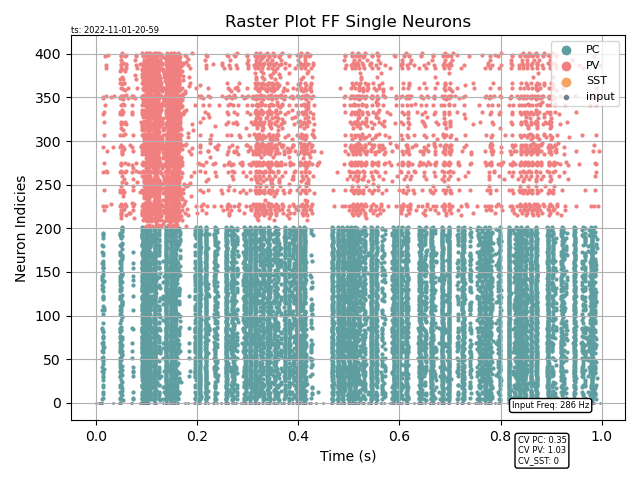 Raster Plot FF Single Neurons
ts: 2022-11-01-20-59
PC
PV
SST
input
400
350
300
250
200
150
100
50
0
Neuron Indicies
0.0 0.2 0.4 0.6 0.8 1.0
Time (s)
Input Freq: 286 Hz
CV PC: 0.35
CV PV: 1.03
CV_SST: 0